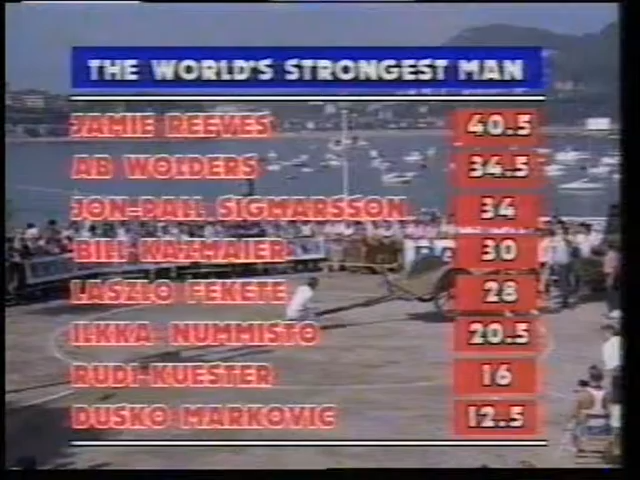 THE WORLD'S STRONGEST MAN
JAMIE REEVES 40.5
AB WOLDERS 34.5
JON-PALL SIGMARSSON 34
BILL KAZMAIER 30
LASZLO FEKETE 28
ILKKA NUMMISTO 20.5
RUDI KUESTER 16
DUSKO MARKOVIC 12.5